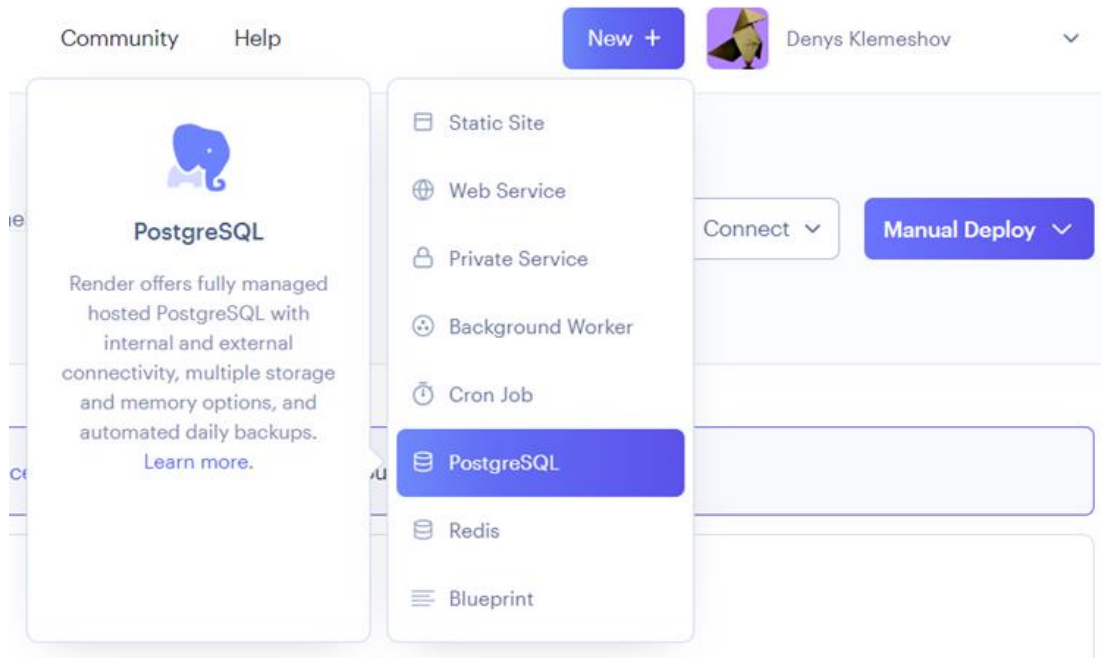 Community Help New + Denys Klemeshov
PostgreSQL
Render offers fully managed
hosted PostgreSQL with
internal and external
connectivity, multiple storage
and memory options, and
automated daily backups.
Learn more.
Static Site
Web Service
Private Service
Background Worker
Cron Job
PostgreSQL
Redis
Blueprint
Connect
Manual Deploy